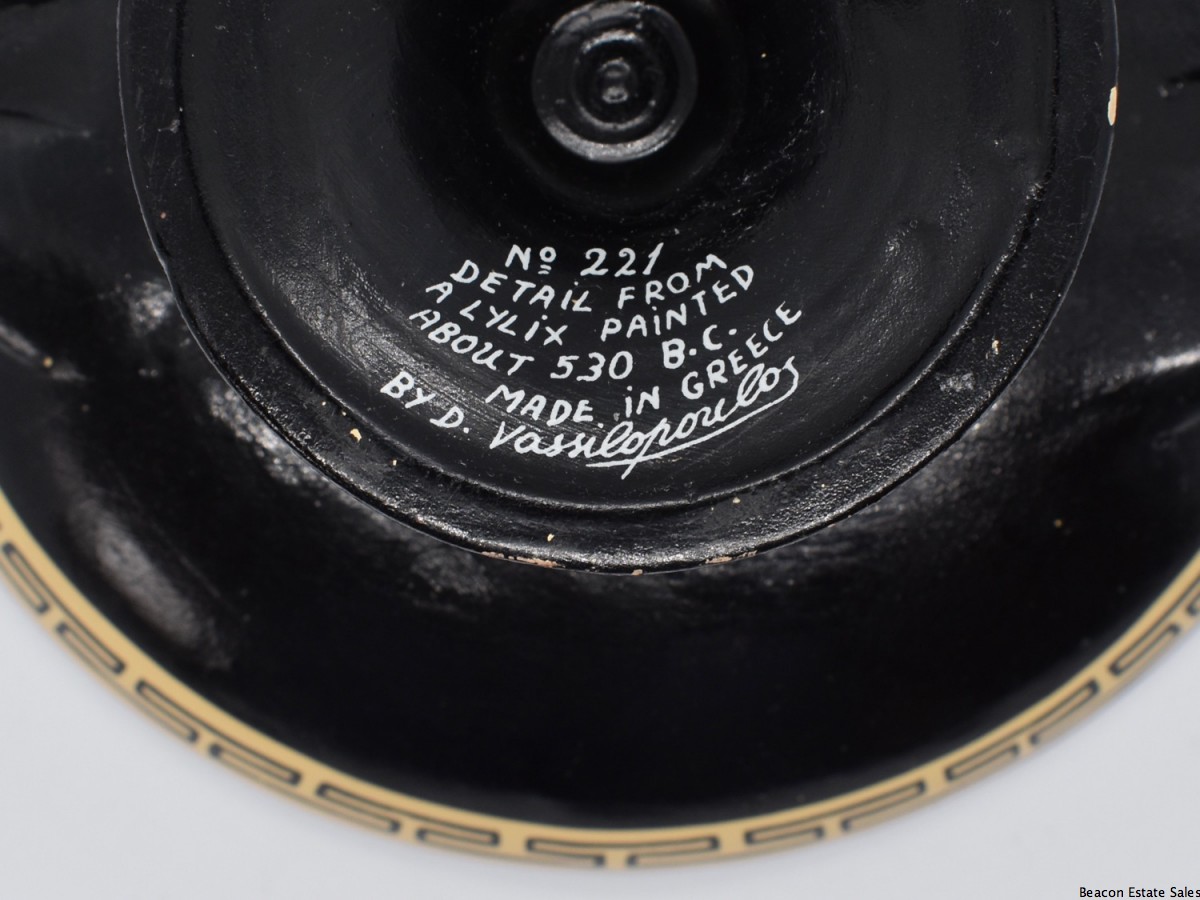 Nº 221
DETAIL FROM
A LYLIX PAINTED
ABOUT 530 B.C.
MADE IN GREECE
BY D. Vassilopoulos
Beacon Estate Sales